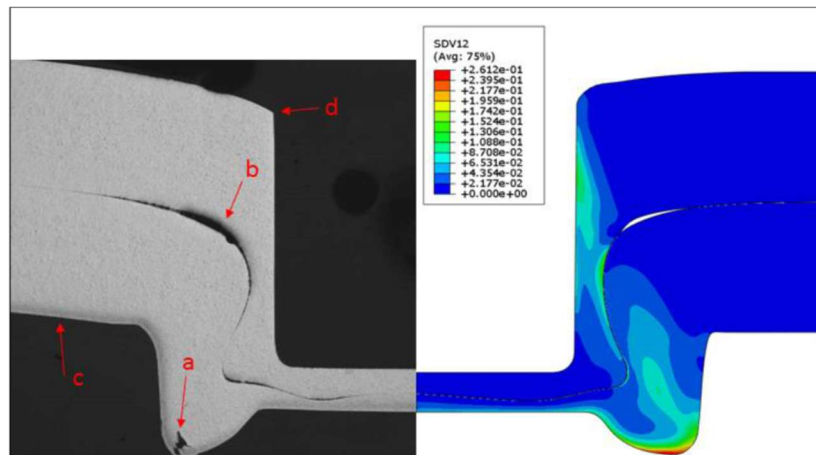 d
b
c
a
SDV12
(Avg: 75%)
+2.612e-01
+2.395e-01
+2.177e-01
+1.959e-01
+1.742e-01
+1.524e-01
+1.306e-01
+1.088e-01
+8.708e-02
+6.531e-02
+4.354e-02
+2.177e-02
+0.000e+00